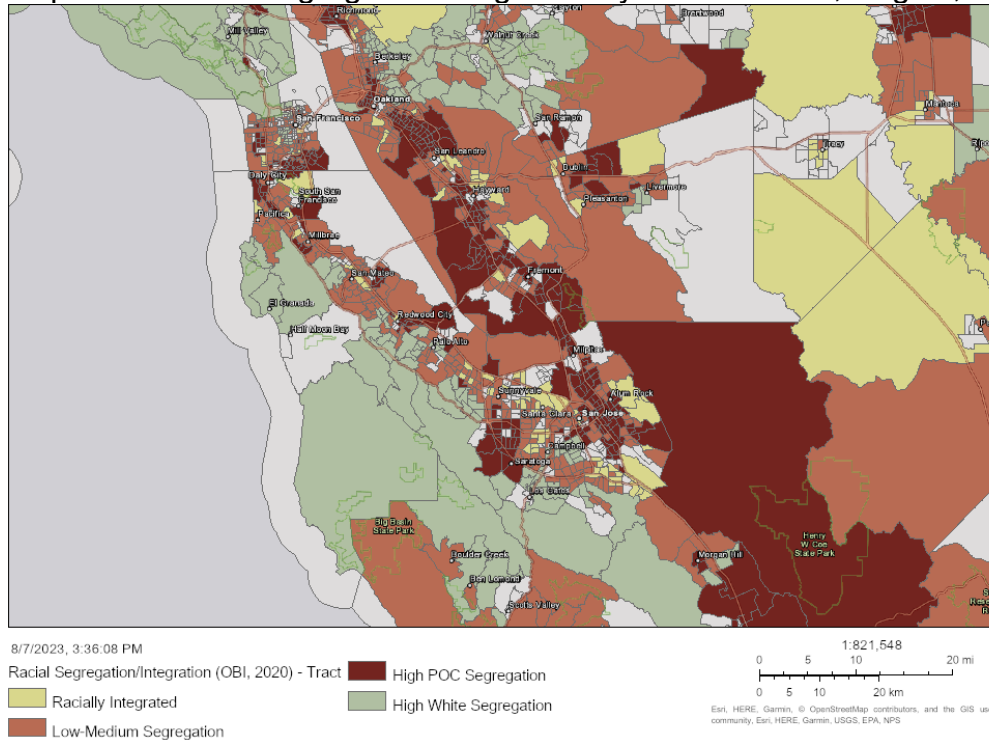 Richmond
Brentwood
Mill Valley
Walnut Creek
Berkeley
Oakland
San Ramon
San Francisco
Manteca
Tracy
San Leandro
Dublin
Daly City
Hayward
Livermore
South San
Francisco
Pleasanton
Pacifica
Millbrae
San Mateo
Fremont
El Granada
Redwood City
Half Moon Bay
Palo Alto
Milpitas
Sunnyvale
Alum Rock
Santa Clara
San Jose
Campbell
Saratoga
Los Gatos
Big Basin
State Park
Henry
W Coe
State Park
Boulder Creek
Morgan Hill
Ben Lomond
Scotts Valley
8/7/2023, 3:36:08 PM
1:821,548
Racial Segregation/Integration (OBI, 2020) - Tract
0 5 10 20 mi
High POC Segregation
0 5 10 20 km
Racially Integrated
High White Segregation
Esri, HERE, Garmin, © OpenStreetMap contributors, and the GIS
community, Esri, HERE, Garmin, USGS, EPA, NPS
Low-Medium Segregation